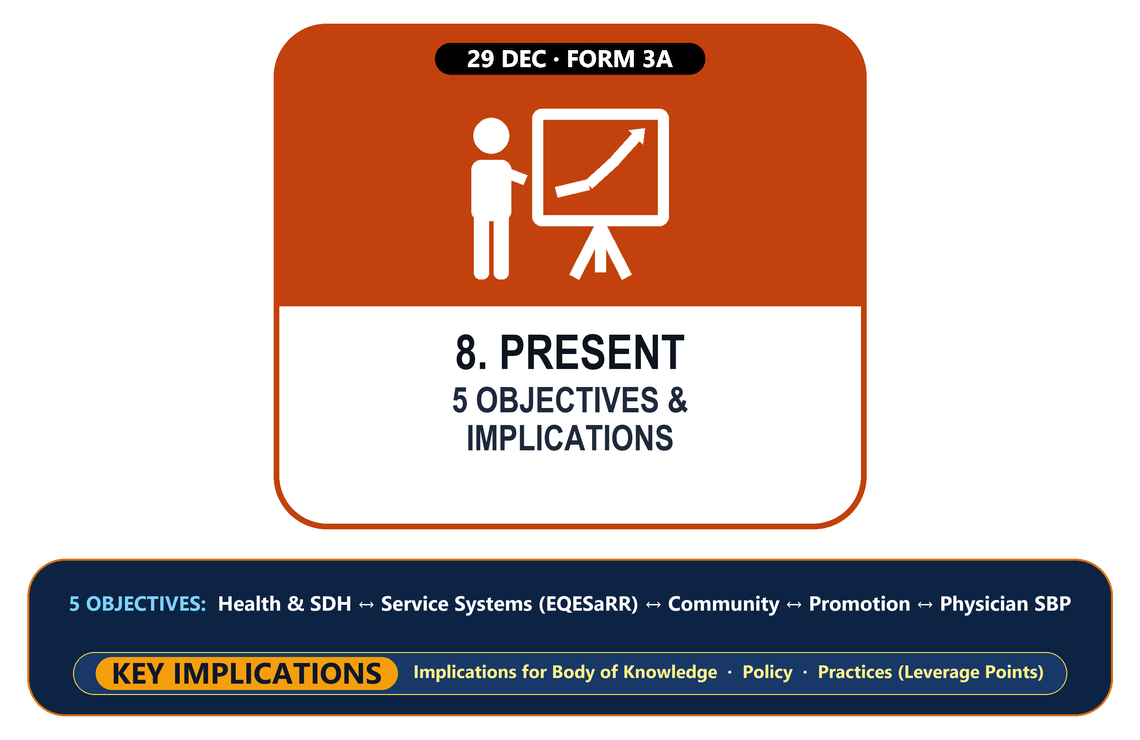 29 DEC · FORM 3A
8. PRESENT
5 OBJECTIVES &
IMPLICATIONS
5 OBJECTIVES: Health & SDH ↔ Service Systems (EQESaRR) ↔ Community ↔ Promotion ↔ Physician SBP
KEY IMPLICATIONS Implications for Body of Knowledge · Policy · Practices (Leverage Points)